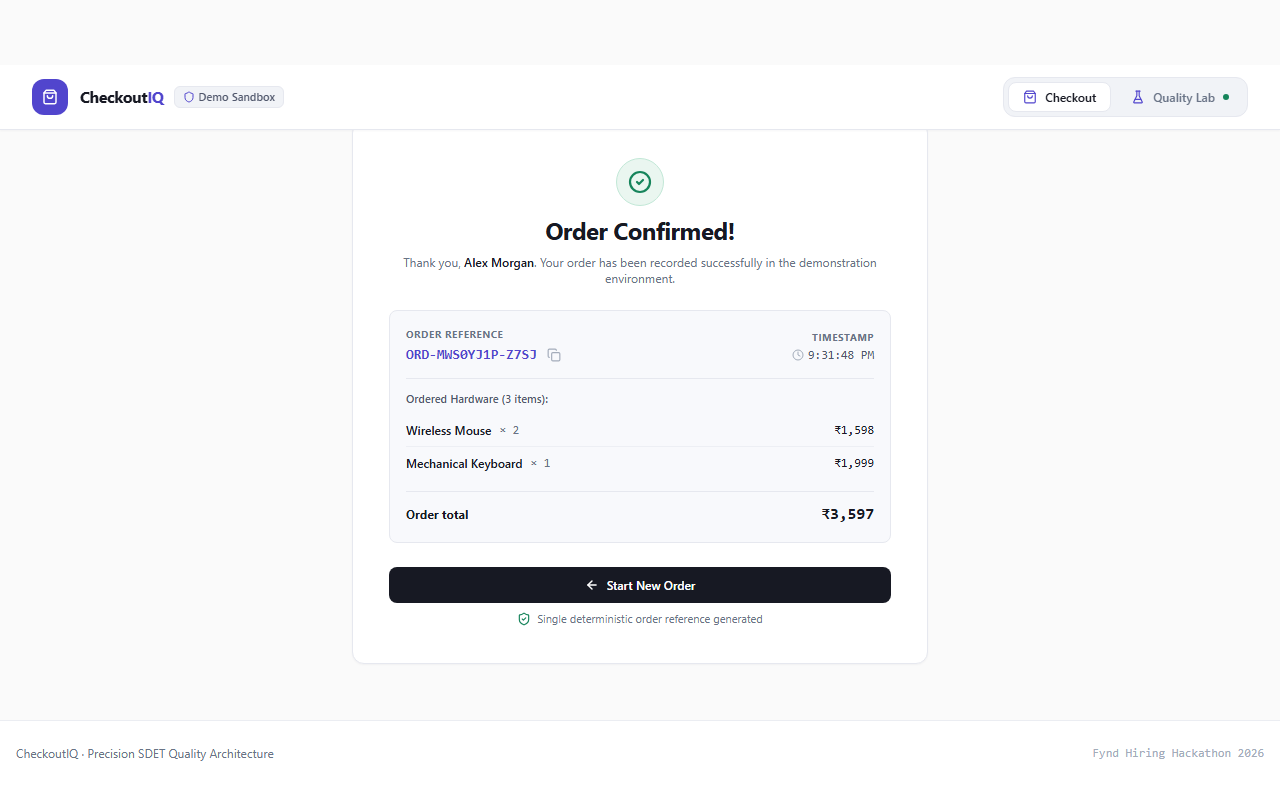 CheckoutIQ
Demo Sandbox
Checkout
Quality Lab
Order Confirmed!
Thank you, Alex Morgan. Your order has been recorded successfully in the demonstration
environment.
ORDER REFERENCE
TIMESTAMP
ORD-MWS0YJ1P-Z7SJ
9:31:48 PM
Ordered Hardware (3 items):
Wireless Mouse × 2 ₹1,598
Mechanical Keyboard × 1 ₹1,999
Order total ₹3,597
Start New Order
Single deterministic order reference generated
CheckoutIQ · Precision SDET Quality Architecture
Fynd Hiring Hackathon 2026